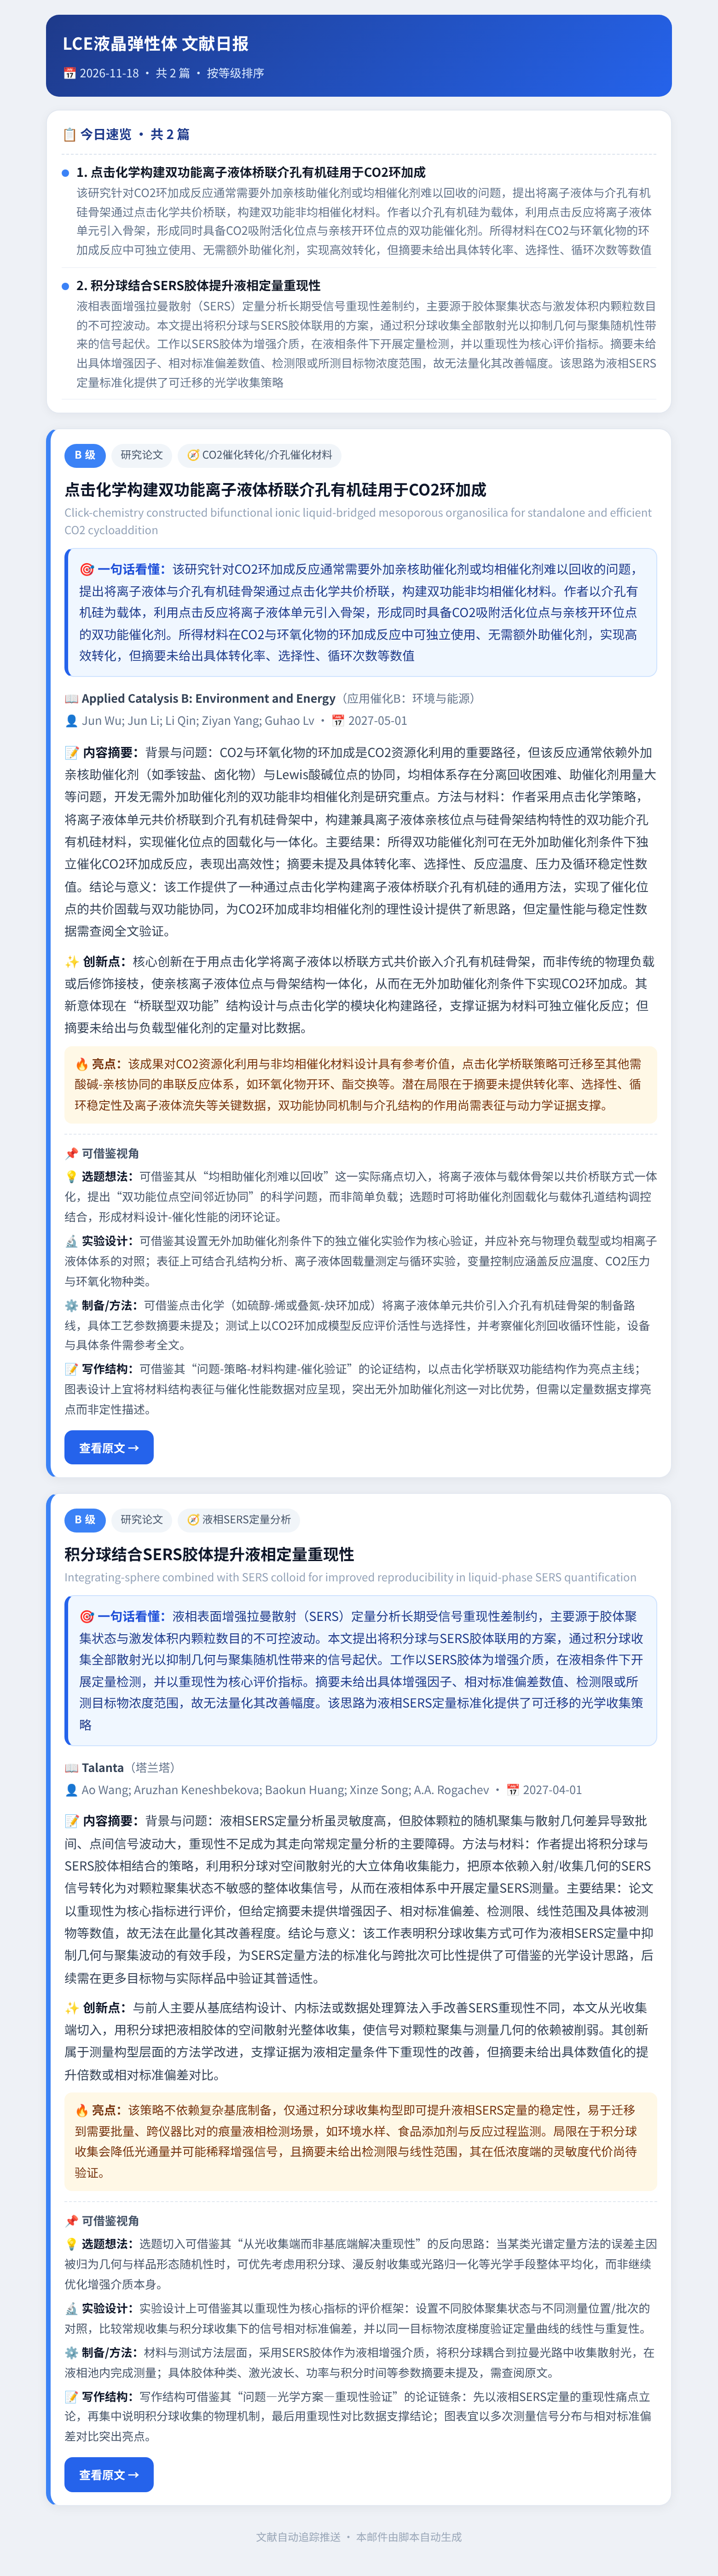 LCE液晶弹性体 文献日报
📅 2026-11-18 · 共 2 篇 · 按等级排序
📋 今日速览 · 共 2 篇
1. 点击化学构建双功能离子液体桥联介孔有机硅用于CO2环加成
该研究针对CO2环加成反应通常需要外加亲核助催化剂或均相催化剂难以回收的问题，提出将离子液体与介孔有机
硅骨架通过点击化学共价桥联，构建双功能非均相催化材料。作者以介孔有机硅为载体，利用点击反应将离子液体
单元引入骨架，形成同时具备CO2吸附活化位点与亲核开环位点的双功能催化剂。所得材料在CO2与环氧化物的环
加成反应中可独立使用、无需额外助催化剂，实现高效转化，但摘要未给出具体转化率、选择性、循环次数等数值
2. 积分球结合SERS胶体提升液相定量重现性
液相表面增强拉曼散射（SERS）定量分析长期受信号重现性差制约，主要源于胶体聚集状态与激发体积内颗粒数目
的不可控波动。本文提出将积分球与SERS胶体联用的方案，通过积分球收集全部散射光以抑制几何与聚集随机性带
来的信号起伏。工作以SERS胶体为增强介质，在液相条件下开展定量检测，并以重现性为核心评价指标。摘要未给
出具体增强因子、相对标准偏差数值、检测限或所测目标物浓度范围，故无法量化其改善幅度。该思路为液相SERS
定量标准化提供了可迁移的光学收集策略
B 级 研究论文 🧭 CO2催化转化/介孔催化材料
点击化学构建双功能离子液体桥联介孔有机硅用于CO2环加成
Click-chemistry constructed bifunctional ionic liquid-bridged mesoporous organosilica for standalone and efficient
CO2 cycloaddition
🎯 一句话看懂：该研究针对CO2环加成反应通常需要外加亲核助催化剂或均相催化剂难以回收的问题，
提出将离子液体与介孔有机硅骨架通过点击化学共价桥联，构建双功能非均相催化材料。作者以介孔有
机硅为载体，利用点击反应将离子液体单元引入骨架，形成同时具备CO2吸附活化位点与亲核开环位点
的双功能催化剂。所得材料在CO2与环氧化物的环加成反应中可独立使用、无需额外助催化剂，实现高
效转化，但摘要未给出具体转化率、选择性、循环次数等数值
📖 Applied Catalysis B: Environment and Energy（应用催化B：环境与能源）
👤 Jun Wu; Jun Li; Li Qin; Ziyan Yang; Guhao Lv · 📅 2027-05-01
📝 内容摘要：背景与问题：CO2与环氧化物的环加成是CO2资源化利用的重要路径，但该反应通常依赖外加
亲核助催化剂（如季铵盐、卤化物）与Lewis酸碱位点的协同，均相体系存在分离回收困难、助催化剂用量大
等问题，开发无需外加助催化剂的双功能非均相催化剂是研究重点。方法与材料：作者采用点击化学策略，
将离子液体单元共价桥联到介孔有机硅骨架中，构建兼具离子液体亲核位点与硅骨架结构特性的双功能介孔
有机硅材料，实现催化位点的固载化与一体化。主要结果：所得双功能催化剂可在无外加助催化剂条件下独
立催化CO2环加成反应，表现出高效性；摘要未提及具体转化率、选择性、反应温度、压力及循环稳定性数
值。结论与意义：该工作提供了一种通过点击化学构建离子液体桥联介孔有机硅的通用方法，实现了催化位
点的共价固载与双功能协同，为CO2环加成非均相催化剂的理性设计提供了新思路，但定量性能与稳定性数
据需查阅全文验证。
✨ 创新点：核心创新在于用点击化学将离子液体以桥联方式共价嵌入介孔有机硅骨架，而非传统的物理负载
或后修饰接枝，使亲核离子液体位点与骨架结构一体化，从而在无外加助催化剂条件下实现CO2环加成。其
新意体现在“桥联型双功能”结构设计与点击化学的模块化构建路径，支撑证据为材料可独立催化反应；但
摘要未给出与负载型催化剂的定量对比数据。
🔥 亮点：该成果对CO2资源化利用与非均相催化材料设计具有参考价值，点击化学桥联策略可迁移至其他需
酸碱-亲核协同的串联反应体系，如环氧化物开环、酯交换等。潜在局限在于摘要未提供转化率、选择性、循
环稳定性及离子液体流失等关键数据，双功能协同机制与介孔结构的作用尚需表征与动力学证据支撑。
📌 可借鉴视角
💡 选题想法：可借鉴其从“均相助催化剂难以回收”这一实际痛点切入，将离子液体与载体骨架以共价桥联方式一体
化，提出“双功能位点空间邻近协同”的科学问题，而非简单负载；选题时可将助催化剂固载化与载体孔道结构调控
结合，形成材料设计-催化性能的闭环论证。
🔬 实验设计：可借鉴其设置无外加助催化剂条件下的独立催化实验作为核心验证，并应补充与物理负载型或均相离子
液体体系的对照；表征上可结合孔结构分析、离子液体固载量测定与循环实验，变量控制应涵盖反应温度、CO2压力
与环氧化物种类。
⚙️ 制备/方法：可借鉴点击化学（如硫醇-烯或叠氮-炔环加成）将离子液体单元共价引入介孔有机硅骨架的制备路
线，具体工艺参数摘要未提及；测试上以CO2环加成模型反应评价活性与选择性，并考察催化剂回收循环性能，设备
与具体条件需参考全文。
📝 写作结构：可借鉴其“问题-策略-材料构建-催化验证”的论证结构，以点击化学桥联双功能结构作为亮点主线；
图表设计上宜将材料结构表征与催化性能数据对应呈现，突出无外加助催化剂这一对比优势，但需以定量数据支撑亮
点而非定性描述。
查看原文 →
B 级 研究论文 🧭 液相SERS定量分析
积分球结合SERS胶体提升液相定量重现性
Integrating-sphere combined with SERS colloid for improved reproducibility in liquid-phase SERS quantification
🎯 一句话看懂：液相表面增强拉曼散射（SERS）定量分析长期受信号重现性差制约，主要源于胶体聚
集状态与激发体积内颗粒数目的不可控波动。本文提出将积分球与SERS胶体联用的方案，通过积分球收
集全部散射光以抑制几何与聚集随机性带来的信号起伏。工作以SERS胶体为增强介质，在液相条件下开
展定量检测，并以重现性为核心评价指标。摘要未给出具体增强因子、相对标准偏差数值、检测限或所
测目标物浓度范围，故无法量化其改善幅度。该思路为液相SERS定量标准化提供了可迁移的光学收集策
略
📖 Talanta（塔兰塔）
👤 Ao Wang; Aruzhan Keneshbekova; Baokun Huang; Xinze Song; A.A. Rogachev · 📅 2027-04-01
📝 内容摘要：背景与问题：液相SERS定量分析虽灵敏度高，但胶体颗粒的随机聚集与散射几何差异导致批
间、点间信号波动大，重现性不足成为其走向常规定量分析的主要障碍。方法与材料：作者提出将积分球与
SERS胶体相结合的策略，利用积分球对空间散射光的大立体角收集能力，把原本依赖入射/收集几何的SERS
信号转化为对颗粒聚集状态不敏感的整体收集信号，从而在液相体系中开展定量SERS测量。主要结果：论文
以重现性为核心指标进行评价，但给定摘要未提供增强因子、相对标准偏差、检测限、线性范围及具体被测
物等数值，故无法在此量化其改善程度。结论与意义：该工作表明积分球收集方式可作为液相SERS定量中抑
制几何与聚集波动的有效手段，为SERS定量方法的标准化与跨批次可比性提供了可借鉴的光学设计思路，后
续需在更多目标物与实际样品中验证其普适性。
✨ 创新点：与前人主要从基底结构设计、内标法或数据处理算法入手改善SERS重现性不同，本文从光收集
端切入，用积分球把液相胶体的空间散射光整体收集，使信号对颗粒聚集与测量几何的依赖被削弱。其创新
属于测量构型层面的方法学改进，支撑证据为液相定量条件下重现性的改善，但摘要未给出具体数值化的提
升倍数或相对标准偏差对比。
🔥 亮点：该策略不依赖复杂基底制备，仅通过积分球收集构型即可提升液相SERS定量的稳定性，易于迁移
到需要批量、跨仪器比对的痕量液相检测场景，如环境水样、食品添加剂与反应过程监测。局限在于积分球
收集会降低光通量并可能稀释增强信号，且摘要未给出检测限与线性范围，其在低浓度端的灵敏度代价尚待
验证。
📌 可借鉴视角
💡 选题想法：选题切入可借鉴其“从光收集端而非基底端解决重现性”的反向思路：当某类光谱定量方法的误差主因
被归为几何与样品形态随机性时，可优先考虑用积分球、漫反射收集或光路归一化等光学手段整体平均化，而非继续
优化增强介质本身。
🔬 实验设计：实验设计上可借鉴其以重现性为核心指标的评价框架：设置不同胶体聚集状态与不同测量位置/批次的
对照，比较常规收集与积分球收集下的信号相对标准偏差，并以同一目标物浓度梯度验证定量曲线的线性与重复性。
⚙️ 制备/方法：材料与测试方法层面，采用SERS胶体作为液相增强介质，将积分球耦合到拉曼光路中收集散射光，在
液相池内完成测量；具体胶体种类、激光波长、功率与积分时间等参数摘要未提及，需查阅原文。
📝 写作结构：写作结构可借鉴其“问题—光学方案—重现性验证”的论证链条：先以液相SERS定量的重现性痛点立
论，再集中说明积分球收集的物理机制，最后用重现性对比数据支撑结论；图表宜以多次测量信号分布与相对标准偏
差对比突出亮点。
查看原文 →
文献自动追踪推送 · 本邮件由脚本自动生成